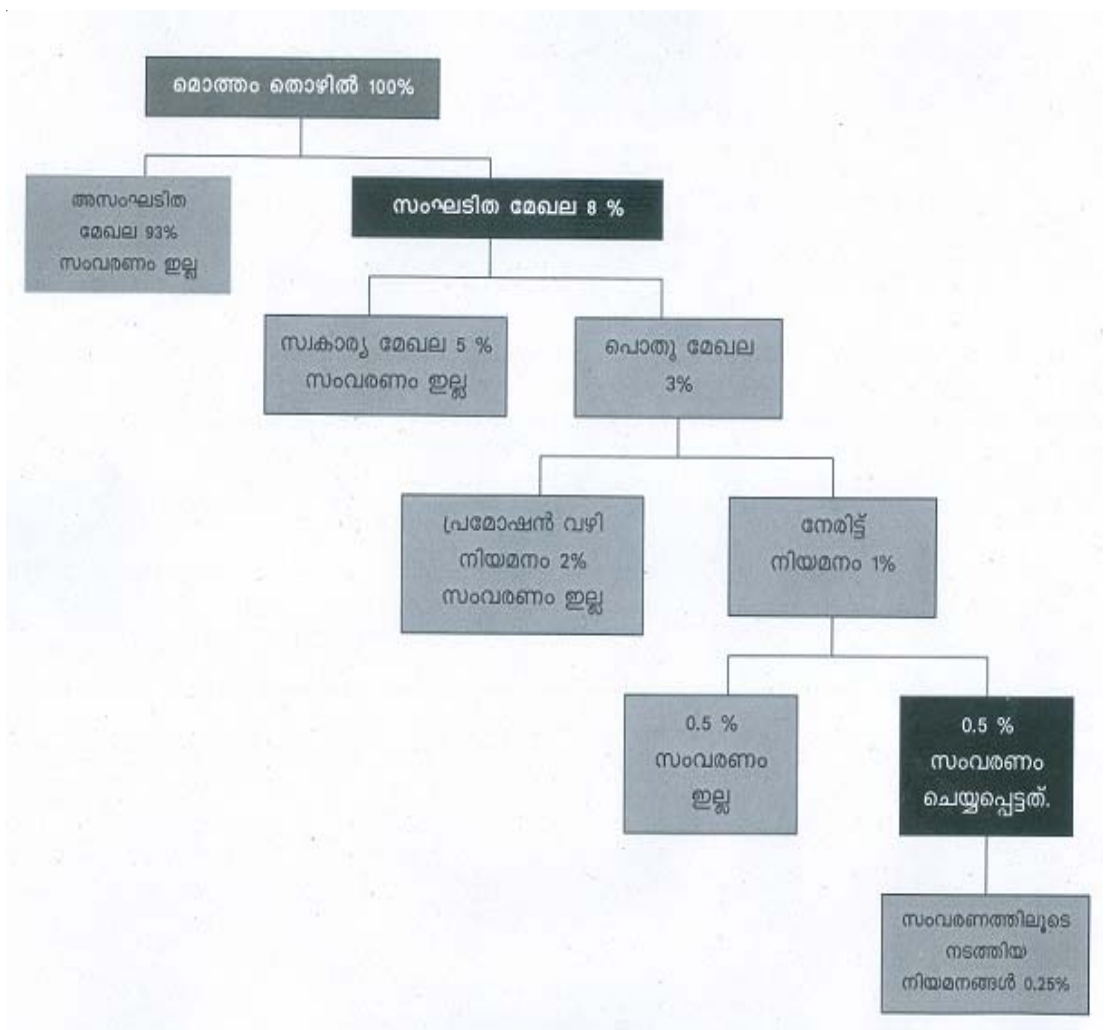 മൊത്തം തൊഴിൽ 100%
അസംഘടിത
മേഖല 93%
സംവരണം ഇല്ല
സംഘടിത മേഖല 8 %
സ്വകാര്യ മേഖല 5 %
സംവരണം ഇല്ല
പൊതു മേഖല
3%
പ്രമോഷൻ വഴി
നിയമനം 2%
സംവരണം ഇല്ല
നേരിട്ട്
നിയമനം 1%
0.5 %
സംവരണം
ഇല്ല
0.5 %
സംവരണം
ചെയ്യപ്പെട്ടത്.
സംവരണത്തിലൂടെ
നടത്തിയ
നിയമനങ്ങൾ 0.25%